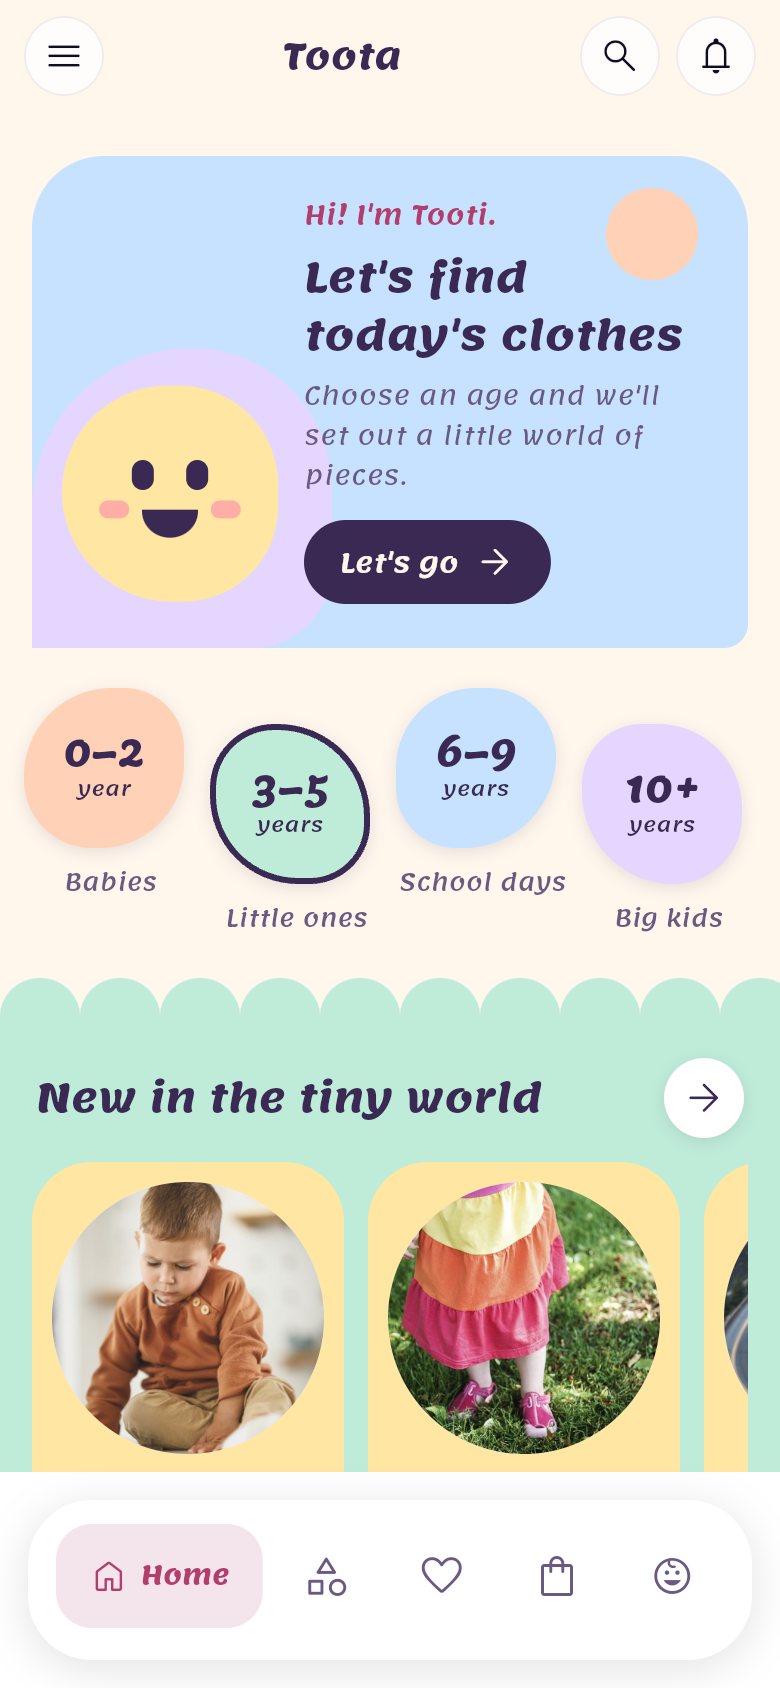 Toota
Hi! I'm Tooti.
Let's find
today's clothes
Choose an age and we'll
set out a little world of
pieces.
Let's go
0–2
year
Babies
3–5
years
Little ones
6–9
years
School days
10+
years
Big kids
New in the tiny world
Home